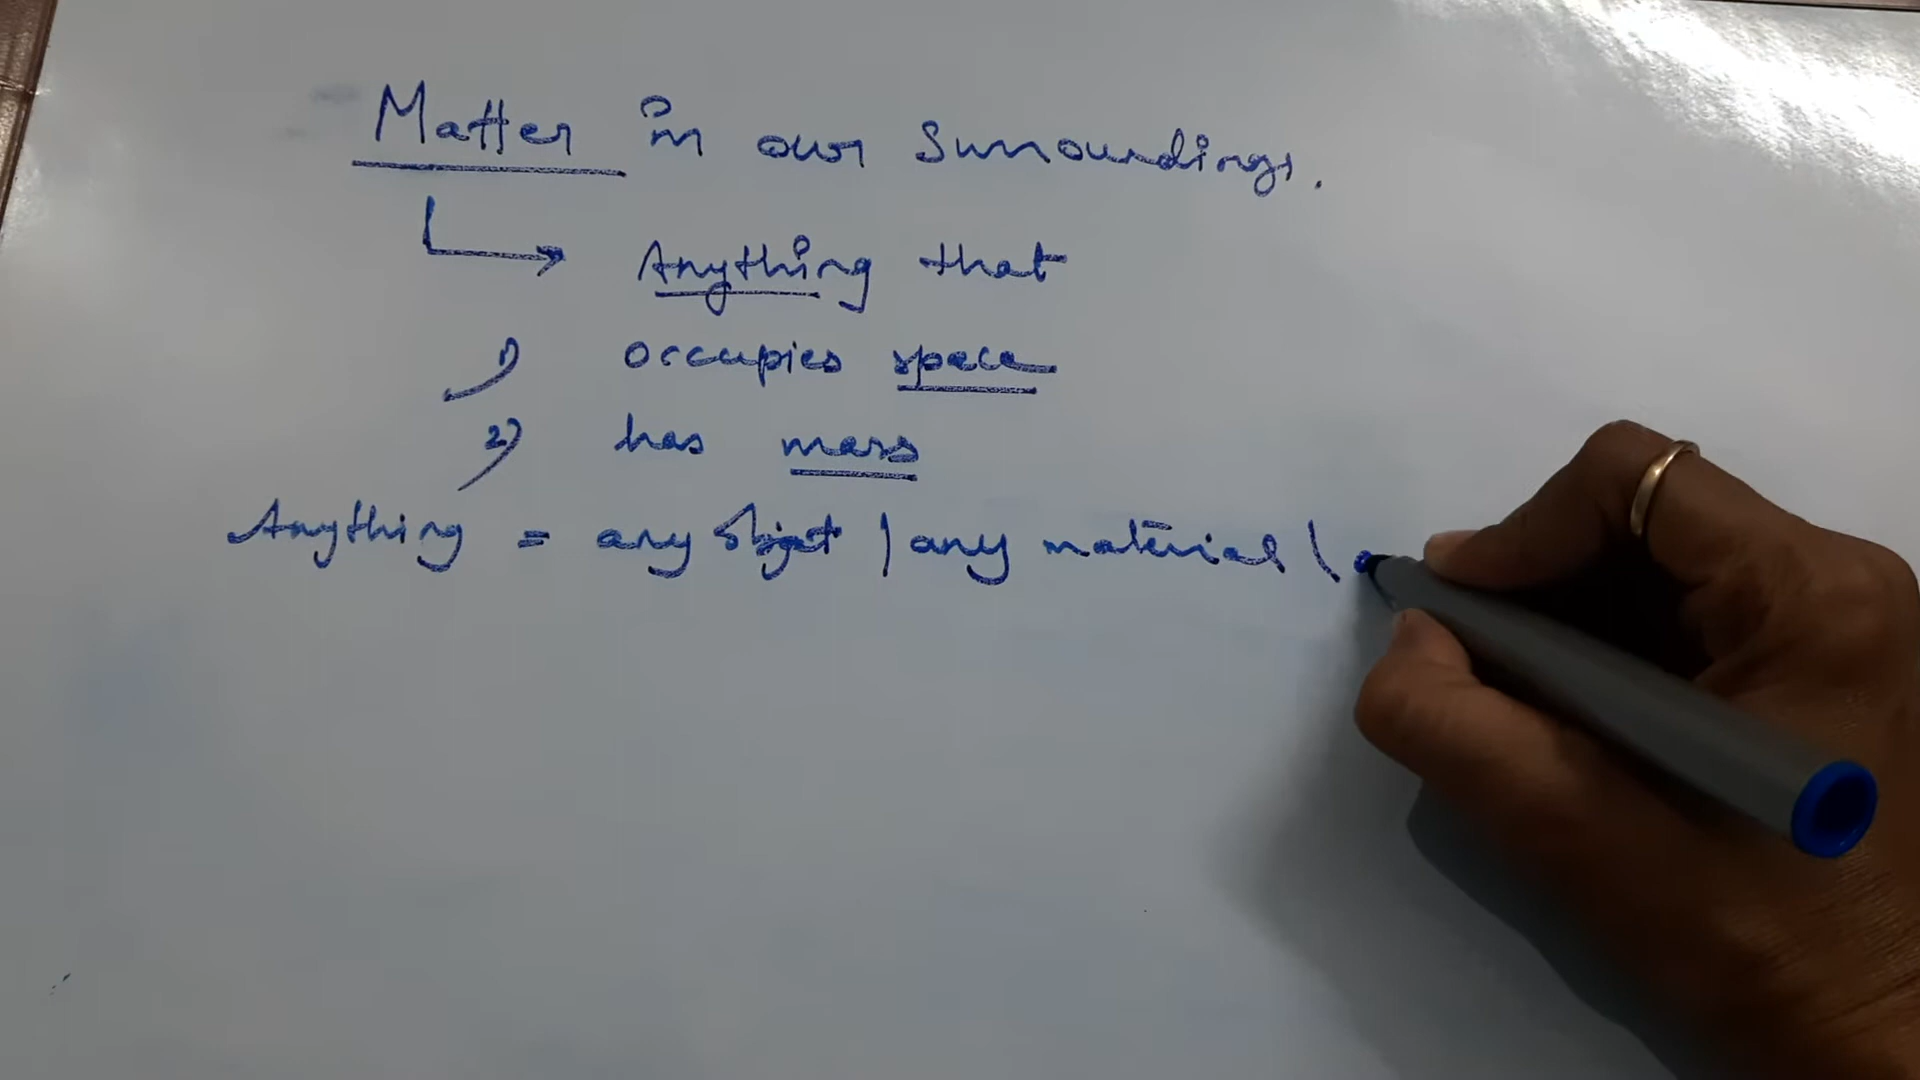 Matter in our Surroundings.
Anything that
1) occupies space
2) has mass
Anything = any object | any material \